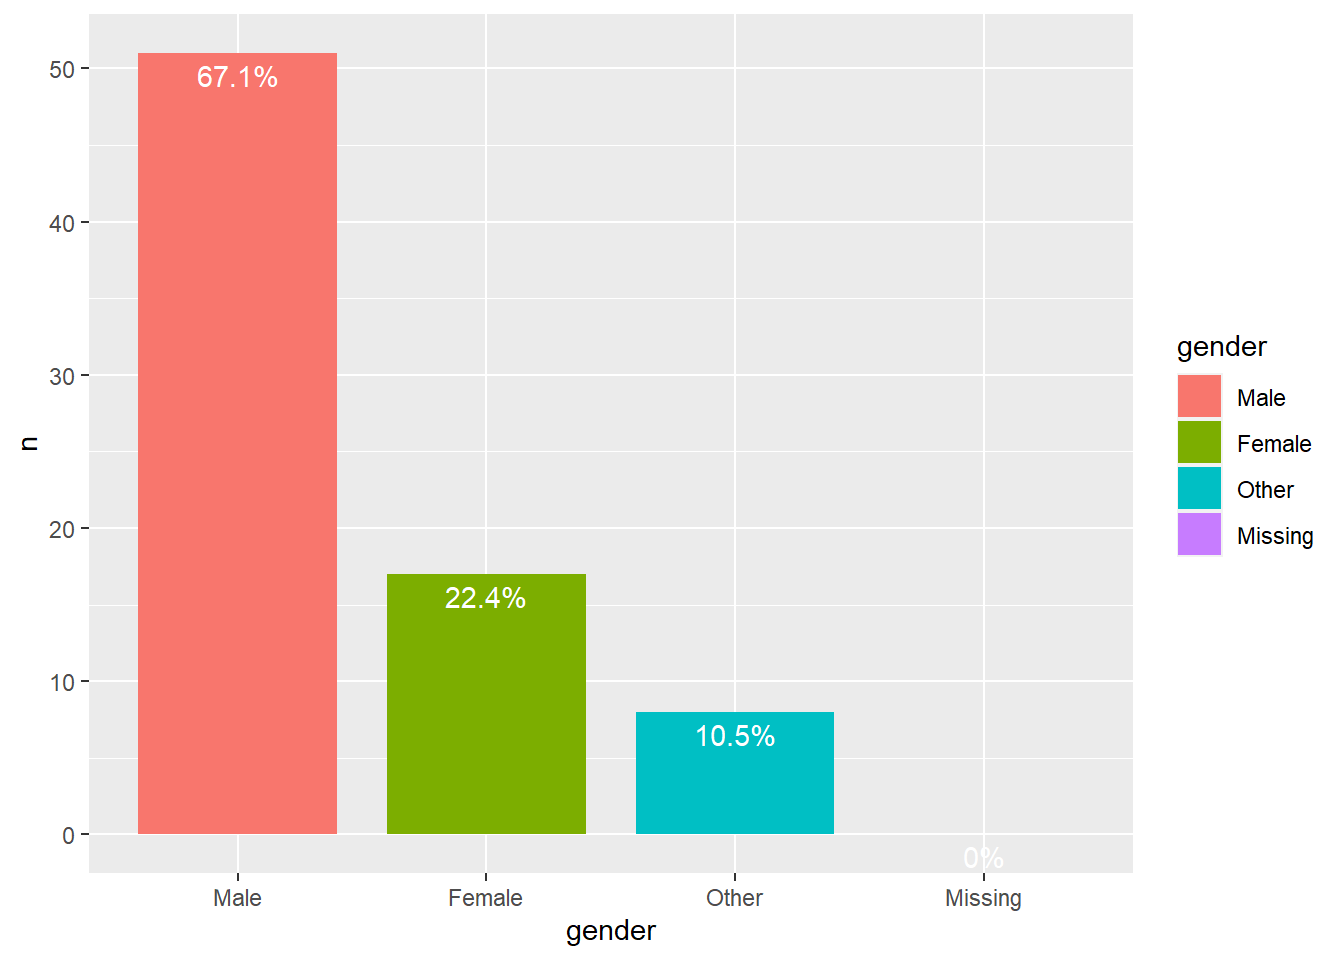 50
40
30
20
10
0
n
67.1%
22.4%
10.5%
0%
Male
Female
Other
Missing
gender
gender
Male
Female
Other
Missing